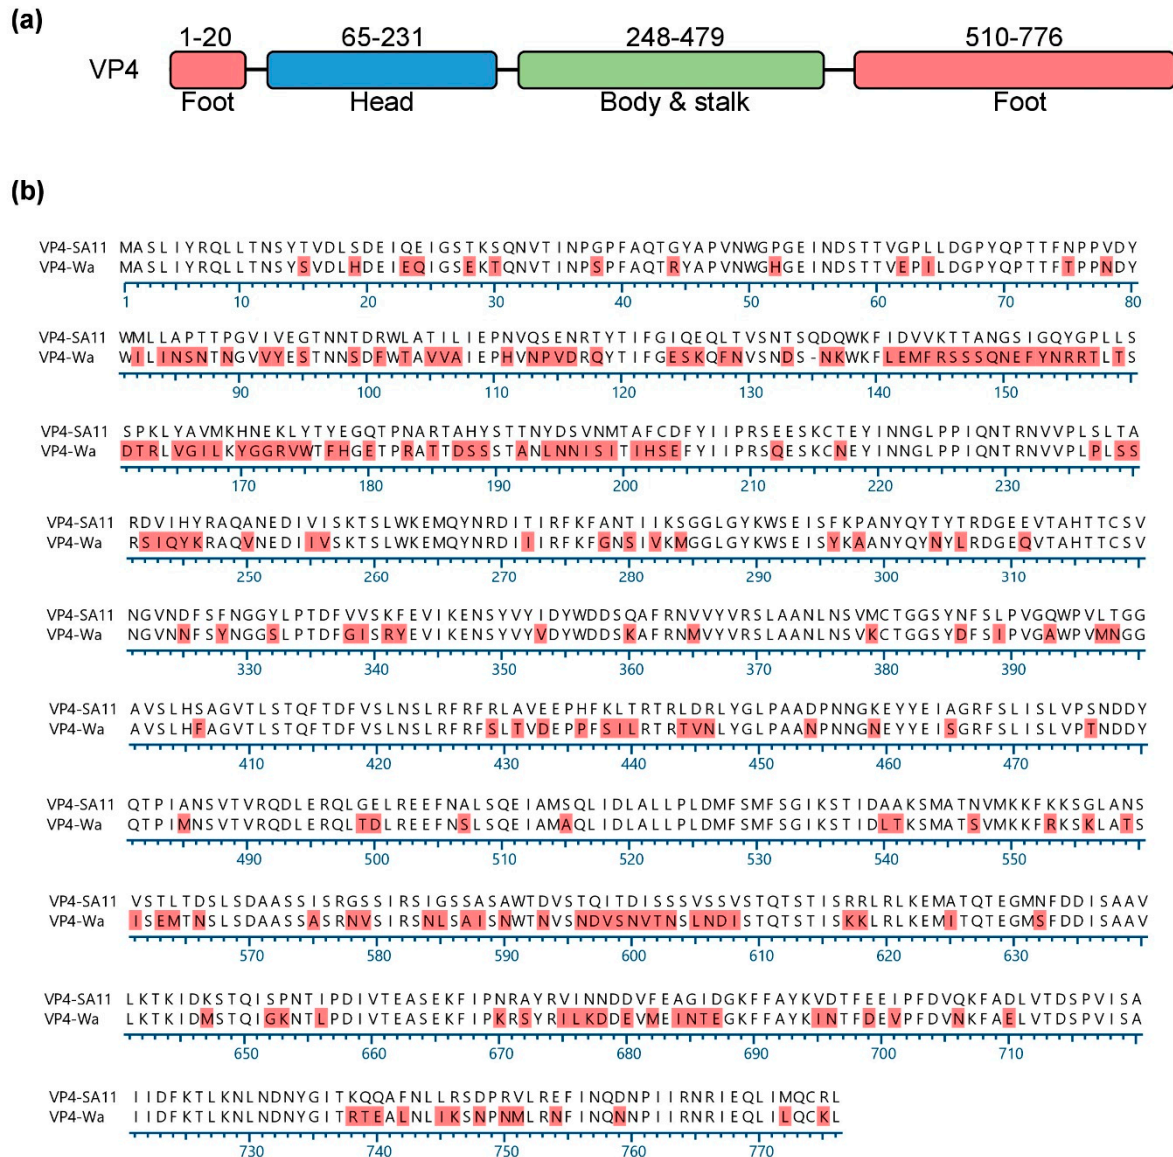 (a)
1-20 65-231 248-479 510-776
VP4
Foot Head Body & stalk Foot
(b)
VP4-SA11 MASLIYRQLLTNSYTVDLSDEIQEIGSTKSQNVTINPGPFAQTGYAPVNWGPGEINDSTTVGPLLDGPYQPTTFNPPVDY
VP4-Wa MASLIYRQLLTNSYSVDLHDEIEQIGSEKTQNVTINPSPFAQTRYAPVNWGHGEINDSTTVEPILDGPYQPTTFTPPNDY
1 10 20 30 40 50 60 70 80
VP4-SA11 WMLLAPTTPGVIVEGTNNTDRWLATILIEPNVQSENRTYTIFGIQEQLTVSNTSQDQWKFIDVVKTTANGSIGQYGPLLS
VP4-Wa WILINSNTNGVVYESTNNSDFWTAVVAIEPHVNPVDRQYTIFGESKQFNVSNDS-NKWKFLEMFRSSSQNEFYNRRTLTS
90 100 110 120 130 140 150
VP4-SA11 SPKLYAVMKHNEKLYTYEGQTPNARTAHYSTTNYDSVNMTAFCDFYIIPRSEESKCTEYINNGLPPIQNTRNVVPLSLTA
VP4-Wa DTRLVGILKYGGRVWTFHGETPRATTDSSSTANLNNISITIHSEFYIIPRSQESKCNEYINNGLPPIQNTRNVVPLPLSS
170 180 190 200 210 220 230
VP4-SA11 RDVIHYRAQANEDIVISKTSLWKEMQYNRDITIRFKFANTIIKSGGLGYKWSEISFKPANYQYTYTRDGEEVTAHTTCSV
VP4-Wa RSIQYKRAQVNEDIIVSKTSLWKEMQYNRDIIIRFKFGNSIVKMGGLGYKWSEISYKAANYQYNYLRDGEQVTAHTTCSV
250 260 270 280 290 300 310
VP4-SA11 NGVNDFSFNGGYLPTDFVVSKFEVIKENSYVYIDYWDDSQAFRNVVYVRSLAANLNSVMCTGGSYNFSLPVGQWPVLTGG
VP4-Wa NGVNNFSYNGGSLPTDFGISRYEVIKENSYVYVDYWDDSKAFRNMVYVRSLAANLNSVKCTGGSYDFSIPVGAWPVMNGG
330 340 350 360 370 380 390
VP4-SA11 AVSLHSAGVTLSTQFTDFVSLNSLRFRFRLAVEEPHFKLTRTRLDRLYGLPAADPNNGKEYYEIAGRFSLISLVPSNDDY
VP4-Wa AVSLHFAGVTLSTQFTDFVSLNSLRFRFSLTVDEPPFSILRTRTVNLYGLPAANPNNGNEYYEISGRFSLISLVPTNDDY
410 420 430 440 450 460 470
VP4-SA11 QTPIANSVTVRQDLERQLGELREEFNALSQEIAMSQLIDLALLPLDMFSMFSGIKSTIDAAKSMATNVMKKFKKSGLANS
VP4-Wa QTPIMNSVTVRQDLERQLTDLREEFNSLSQEIAMAQLIDLALLPLDMFSMFSGIKSTIDLTKSMATSVMKKFRKSKLATS
490 500 510 520 530 540 550
VP4-SA11 VSTLTDSLSDAASSISRGSSIRSIGSSASAWTDVSTQITDISSSVSSVSTQTSTISRRLRLKEMATQTEGMNFDDISAAV
VP4-Wa ISEMTNSLSDAASSASRNVSIRSNLSAISNWTNVSNDVSNVTNSLNDISTQTSTISKKLRLKEMITQTEGMSFDDISAAV
570 580 590 600 610 620 630
VP4-SA11 LKTKIDKSTQISPNTIPDIVTEASEKFIPNRAYRVINNDDVFEAGIDGKFFAYKVDTFEEIPFDVQKFADLVTDSPVISA
VP4-Wa LKTKIDMSTQIGKNTLPDIVTEASEKFIPKRSYRILKDDEVMEINTEGKFFAYKINTFDEVPFDVNKFAELVTDSPVISA
650 660 670 680 690 700 710
VP4-SA11 IIDFKTLKNLNDNYGITKQQAFNLLRSDPRVLREFINQDNPIIRNRIEQLIMQCRL
VP4-Wa IIDFKTLKNLNDNYGITRTEALNLIKSNPNMLRNFINQNNPIIRNRIEQLILQCKL
730 740 750 760 770